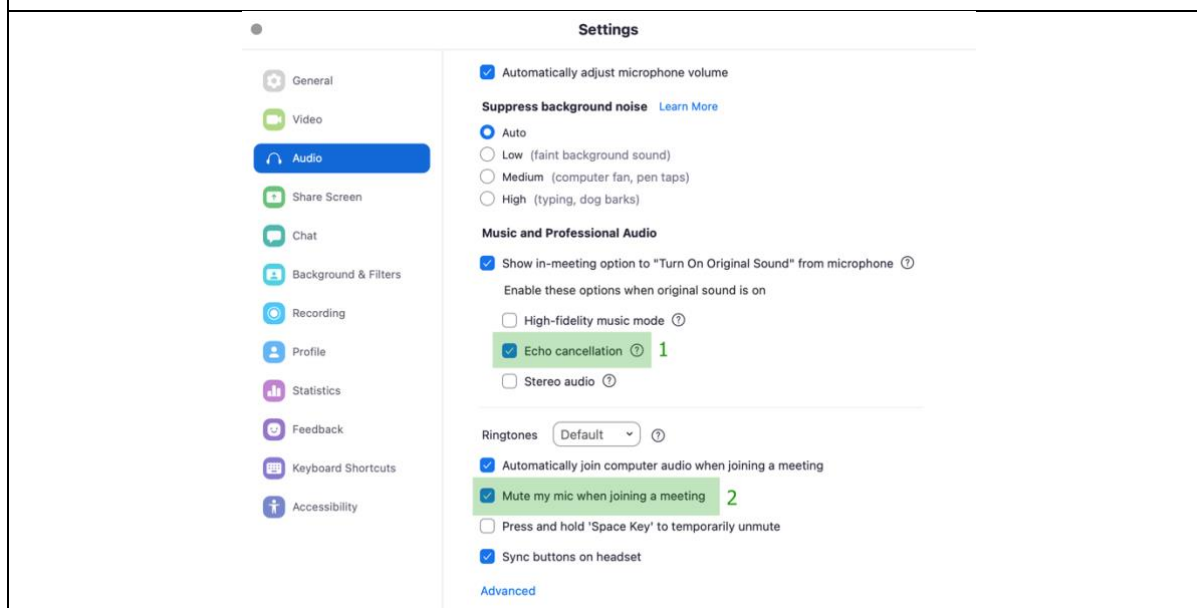 Settings
General
Video
Audio
Share Screen
Chat
Background & Filters
Recording
Profile
Statistics
Feedback
Keyboard Shortcuts
Accessibility
Automatically adjust microphone volume
Suppress background noise Learn More
Auto
Low (faint background sound)
Medium (computer fan, pen taps)
High (typing, dog barks)
Music and Professional Audio
Show in-meeting option to "Turn On Original Sound" from microphone ?
Enable these options when original sound is on
High-fidelity music mode ?
Echo cancellation ? 1
Stereo audio ?
Ringtones Default ?
Automatically join computer audio when joining a meeting
Mute my mic when joining a meeting 2
Press and hold 'Space Key' to temporarily unmute
Sync buttons on headset
Advanced